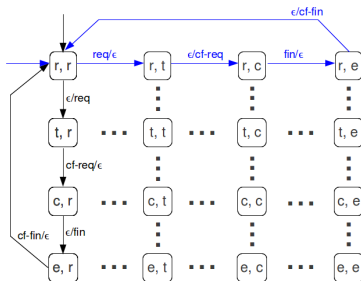 ϵ/cf-fin
r, r req/ϵ r, t ϵ/cf-req r, c fin/ϵ r, e
ϵ/req
t, r t, t t, c t, e
cf-req/ϵ
c, r c, t c, c c, e
cf-fin/ϵ ϵ/fin
e, r e, t e, c e, e